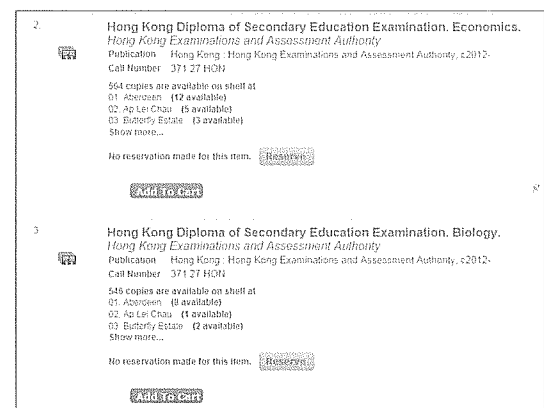 2.
Hong Kong Diploma of Secondary Education Examination. Economics.
Hong Kong Examinations and Assessment Authority
Publication Hong Kong : Hong Kong Examinations and Assessment Authority, c2012-
Call Number 371.27 HON
564 copies are available on shelf at
01. Aberdeen (12 available)
02. Ap Lei Chau (5 available)
03. Butterfly Estate (3 available)
Show more...
No reservation made for this item. Reserve
Add To Cart
3.
Hong Kong Diploma of Secondary Education Examination. Biology.
Hong Kong Examinations and Assessment Authority
Publication Hong Kong : Hong Kong Examinations and Assessment Authority, c2012-
Call Number 371.27 HON
546 copies are available on shelf at
01. Aberdeen (8 available)
02. Ap Lei Chau (1 available)
03. Butterfly Estate (2 available)
Show more...
No reservation made for this item. Reserve
Add To Cart